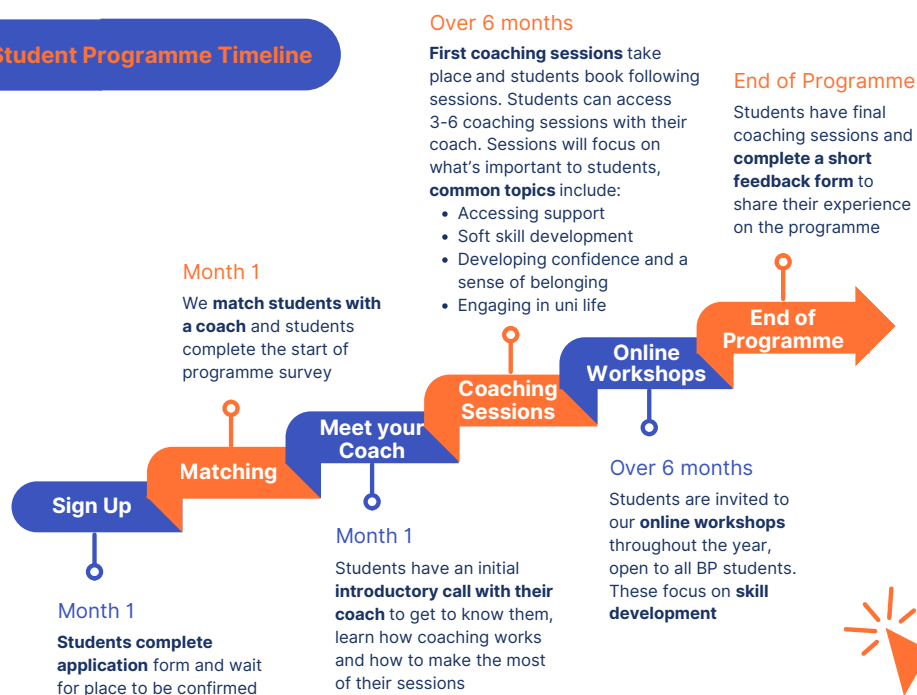 Student Programme Timeline
Over 6 months
First coaching sessions take
place and students book following
sessions. Students can access
3-6 coaching sessions with their
coach. Sessions will focus on
what's important to students,
common topics include:
• Accessing support
• Soft skill development
• Developing confidence and a
sense of belonging
• Engaging in uni life
End of Programme
Students have final
coaching sessions and
complete a short
feedback form to
share their experience
on the programme
Month 1
We match students with
a coach and students
complete the start of
programme survey
Sign Up
Matching
Meet your
Coach
Coaching
Sessions
Online
Workshops
End of
Programme
Month 1
Students complete
application form and wait
for place to be confirmed
Month 1
Students have an initial
introductory call with their
coach to get to know them,
learn how coaching works
and how to make the most
of their sessions
Over 6 months
Students are invited to
our online workshops
throughout the year,
open to all BP students.
These focus on skill
development